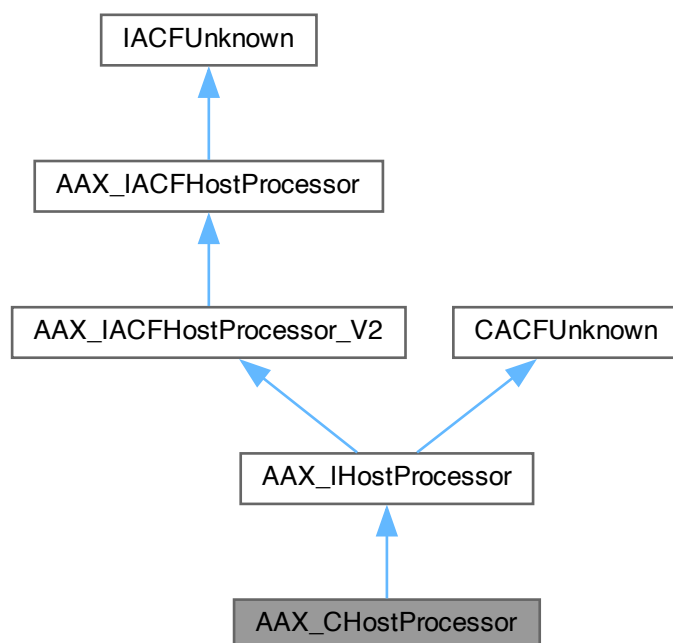 IACFUnknown
AAX_IACFHostProcessor
AAX_IACFHostProcessor_V2
CACFUnknown
AAX_IHostProcessor
AAX_CHostProcessor